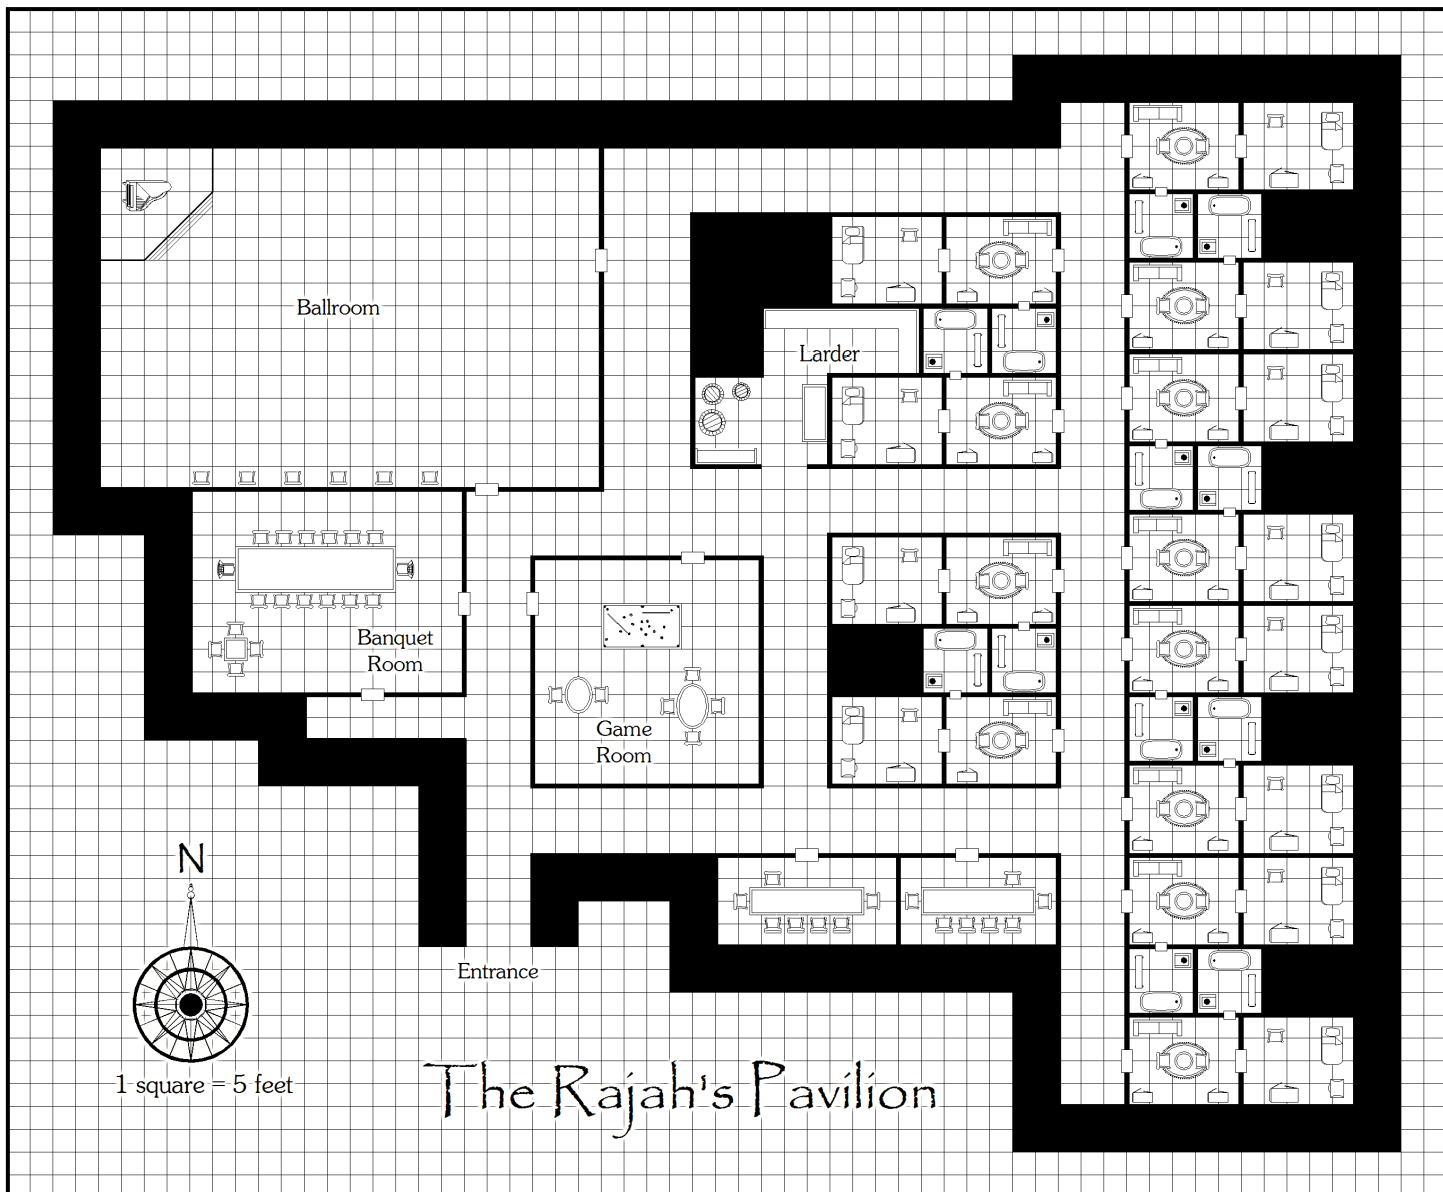 Ballroom
Larder
Banquet
Room
Game
Room
N
Entrance
1 square = 5 feet
The Rajah's Pavilion